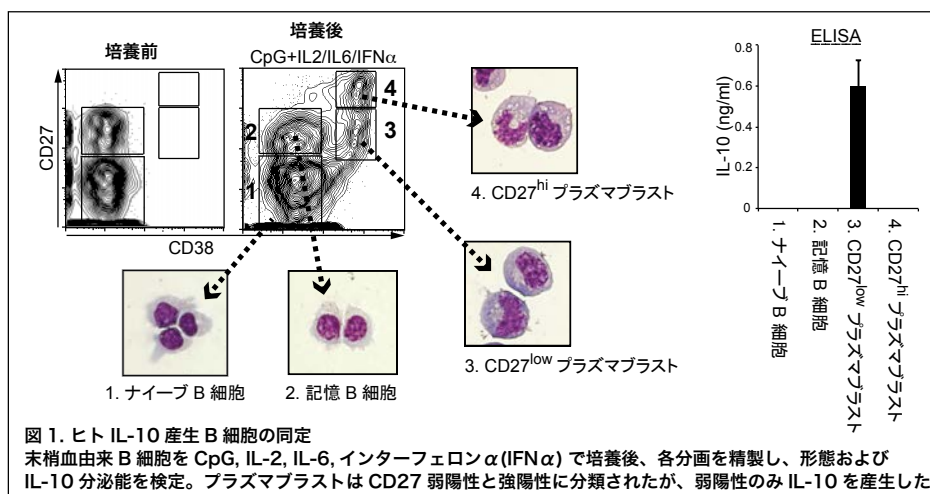 培養前
培養後
CpG+IL2/IL6/IFNα
CD27
CD38
2
1
4
3
4. CD27hi プラズマブラスト
3. CD27low プラズマブラスト
1. ナイーブ B 細胞
2. 記憶 B 細胞
ELISA
IL-10 (ng/ml)
0.8
0.6
0.4
0.2
0
1. ナイーブ B 細胞
2. 記憶 B 細胞
3. CD27low プラズマブラスト
4. CD27hi プラズマブラスト
図 1. ヒト IL-10 産生 B 細胞の同定
末梢血由来 B 細胞を CpG, IL-2, IL-6, インターフェロンα(IFNα) で培養後、各分画を精製し、形態および
IL-10 分泌能を検定。プラズマブラストは CD27 弱陽性と強陽性に分類されたが、弱陽性のみ IL-10 を産生した